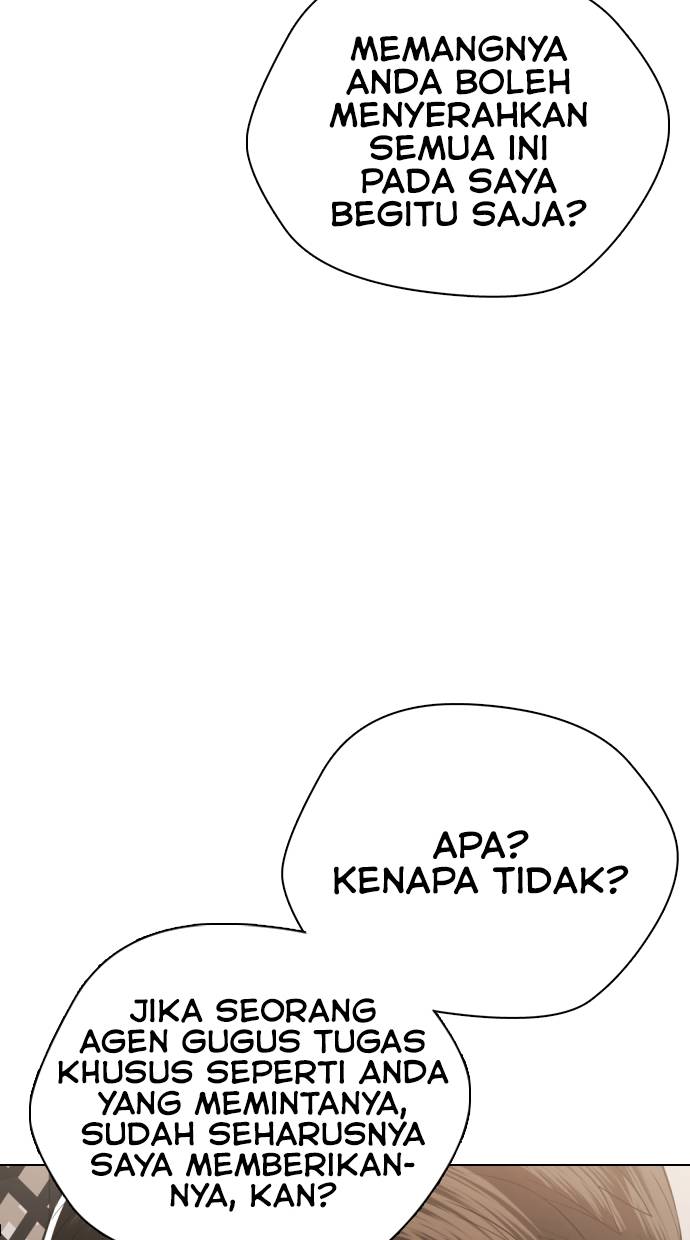 MEMANGNYA
ANDA BOLEH
MENYERAHKAN
SEMUA INI
PADA SAYA
BEGITU SAJA?
APA?
KENAPA TIDAK?
JIKA SEORANG
AGEN GUGUS TUGAS
KHUSUS SEPERTI ANDA
YANG MEMINTANYA,
SUDAH SEHARUSNYA
SAYA MEMBERIKAN-
NYA, KAN?